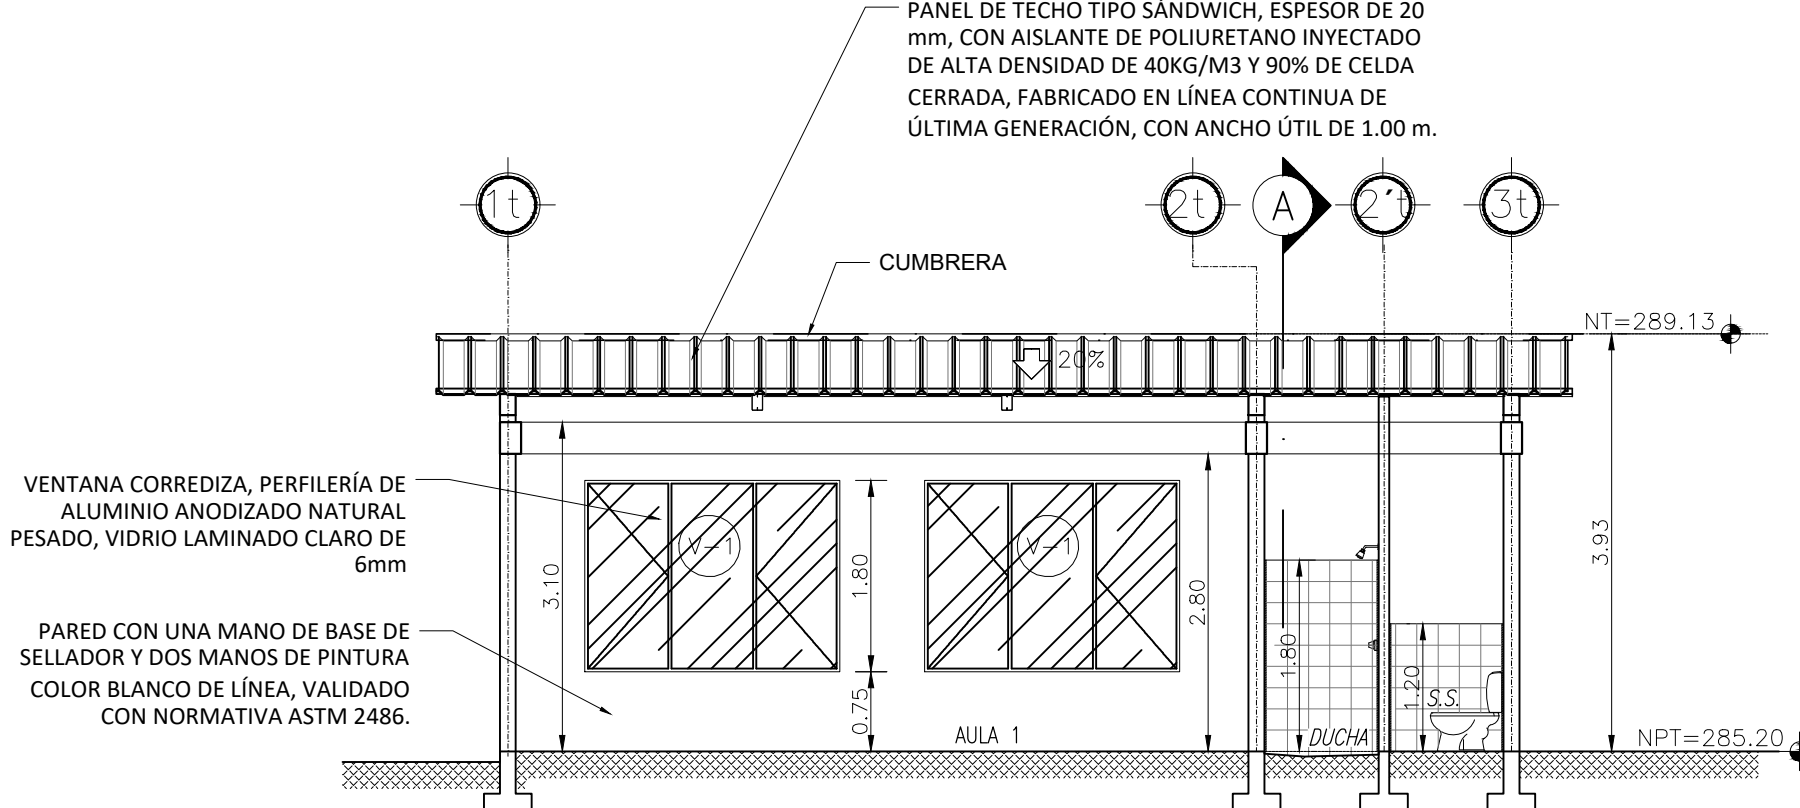 PANEL DE TECHO TIPO SÁNDWICH, ESPESOR DE 20
mm, CON AISLANTE DE POLIURETANO INYECTADO
DE ALTA DENSIDAD DE 40KG/M3 Y 90% DE CELDA
CERRADA, FABRICADO EN LÍNEA CONTINUA DE
ÚLTIMA GENERACIÓN, CON ANCHO ÚTIL DE 1.00 m.
1t
2t
A
2´t
3t
CUMBRERA
NT=289.13
20%
VENTANA CORREDIZA, PERFILERÍA DE
ALUMINIO ANODIZADO NATURAL
PESADO, VIDRIO LAMINADO CLARO DE
6mm
V-1
V-1
3.10
1.80
2.80
3.93
PARED CON UNA MANO DE BASE DE
SELLADOR Y DOS MANOS DE PINTURA
COLOR BLANCO DE LÍNEA, VALIDADO
CON NORMATIVA ASTM 2486.
0.75
1.80
1.20
S.S.
AULA 1
DUCHA
NPT=285.20